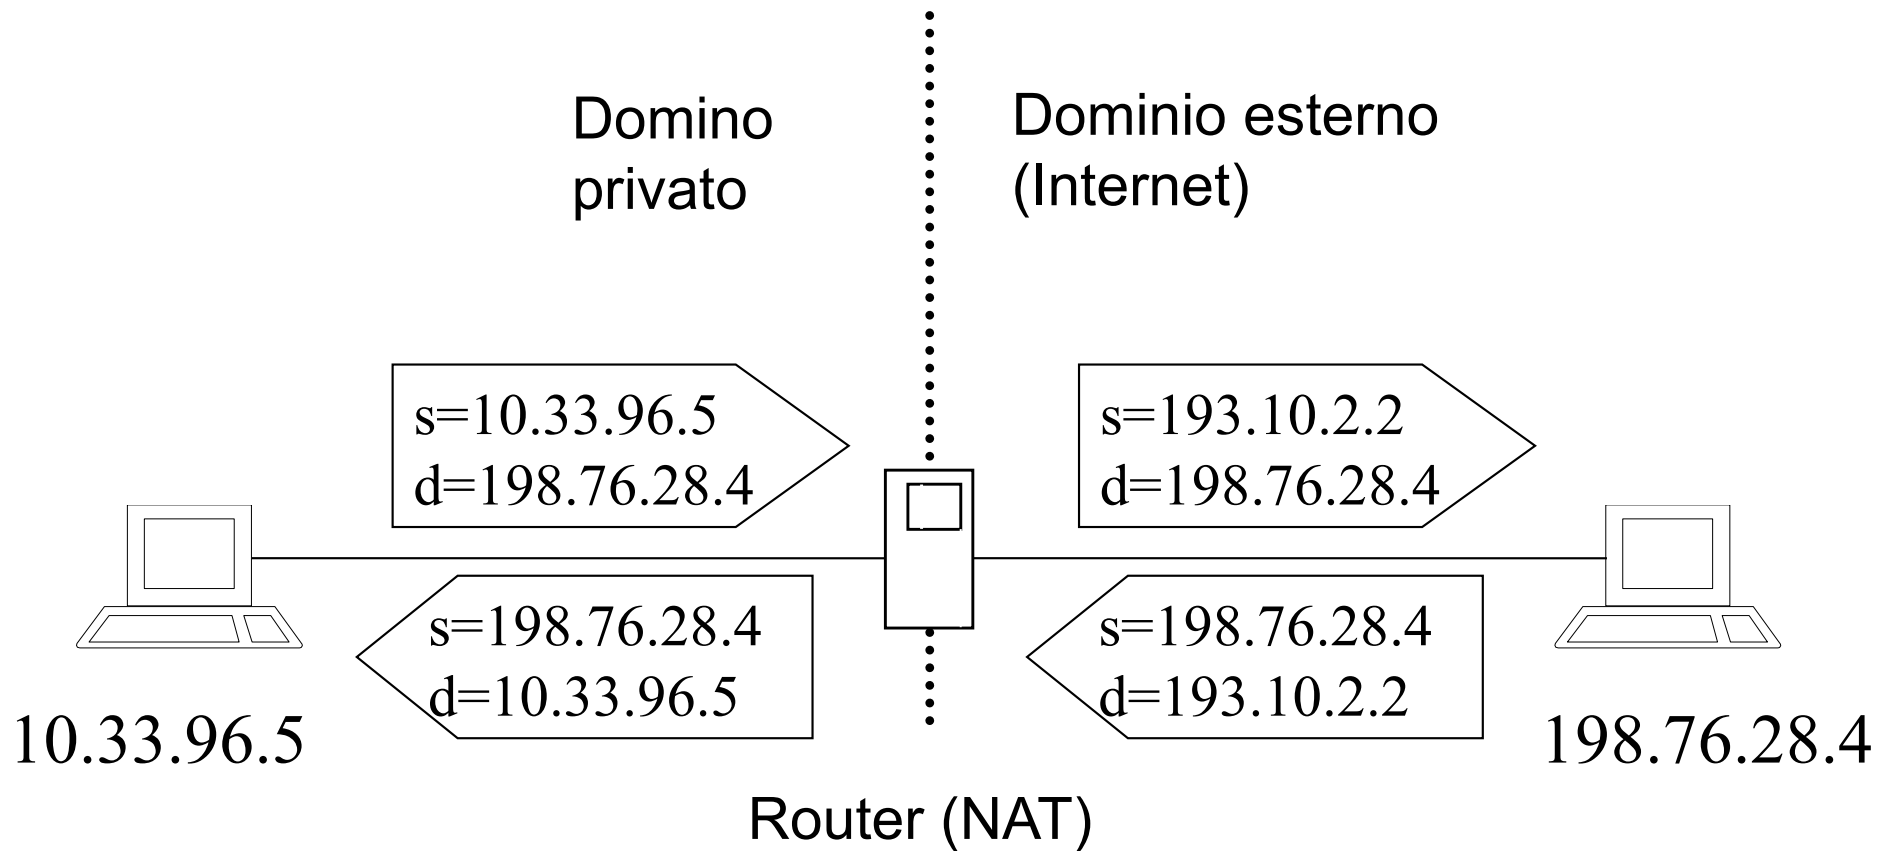 Domino
privato
Dominio esterno
(Internet)
s=10.33.96.5
d=198.76.28.4
s=193.10.2.2
d=198.76.28.4
s=198.76.28.4
d=10.33.96.5
s=198.76.28.4
d=193.10.2.2
10.33.96.5
198.76.28.4
Router (NAT)